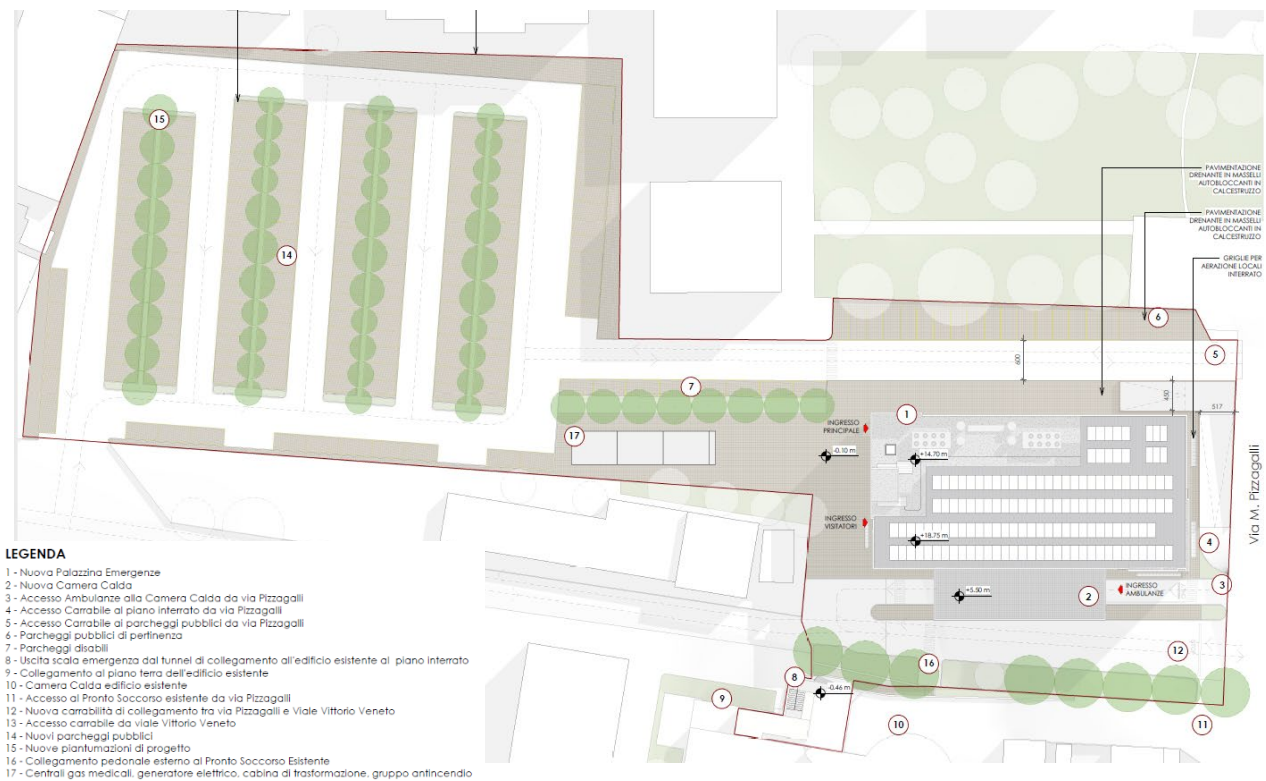 PAVIMENTAZIONE
DRENANTE IN MASSELLI
AUTOBLOCCANTI IN
CALCESTRUZZO
PAVIMENTAZIONE
DRENANTE IN MASSELLI
AUTOBLOCCANTI IN
CALCESTRUZZO
GRIGLIE PER
AERAZIONE LOCALI
INTERRATO
15
14
6
5
600
7
450
517
1
INGRESSO
PRINCIPALE
17
-0.10 m
+14.70 m
Via M. Pizzagalli
INGRESSO
VISITATORI
+18.75 m
4
3
INGRESSO
AMBULANZE
+5.50 m
2
12
16
8
-0.46 m
9
10
11
LEGENDA
1 - Nuova Palazzina Emergenze
2 - Nuova Camera Calda
3 - Accesso Ambulanze alla Camera Calda da via Pizzagalli
4 - Accesso Carrabile al piano interrato da via Pizzagalli
5 - Accesso Carrabile ai parcheggi pubblici da via Pizzagalli
6 - Parcheggi pubblici di pertinenza
7 - Parcheggi disabili
8 - Uscita scala emergenza dal tunnel di collegamento all'edificio esistente al piano interrato
9 - Collegamento al piano terra dell'edificio esistente
10 - Camera Calda edificio esistente
11 - Accesso al Pronto Soccorso esistente da via Pizzagalli
12 - Nuova carrabilità di collegamento tra via Pizzagalli e Viale Vittorio Veneto
13 - Accesso carrabile da viale Vittorio Veneto
14 - Nuovi parcheggi pubblici
15 - Nuove piantumazioni di progetto
16 - Collegamento pedonale esterno al Pronto Soccorso Esistente
17 - Centrali gas medicali, generatore elettrico, cabina di trasformazione, gruppo antincendio